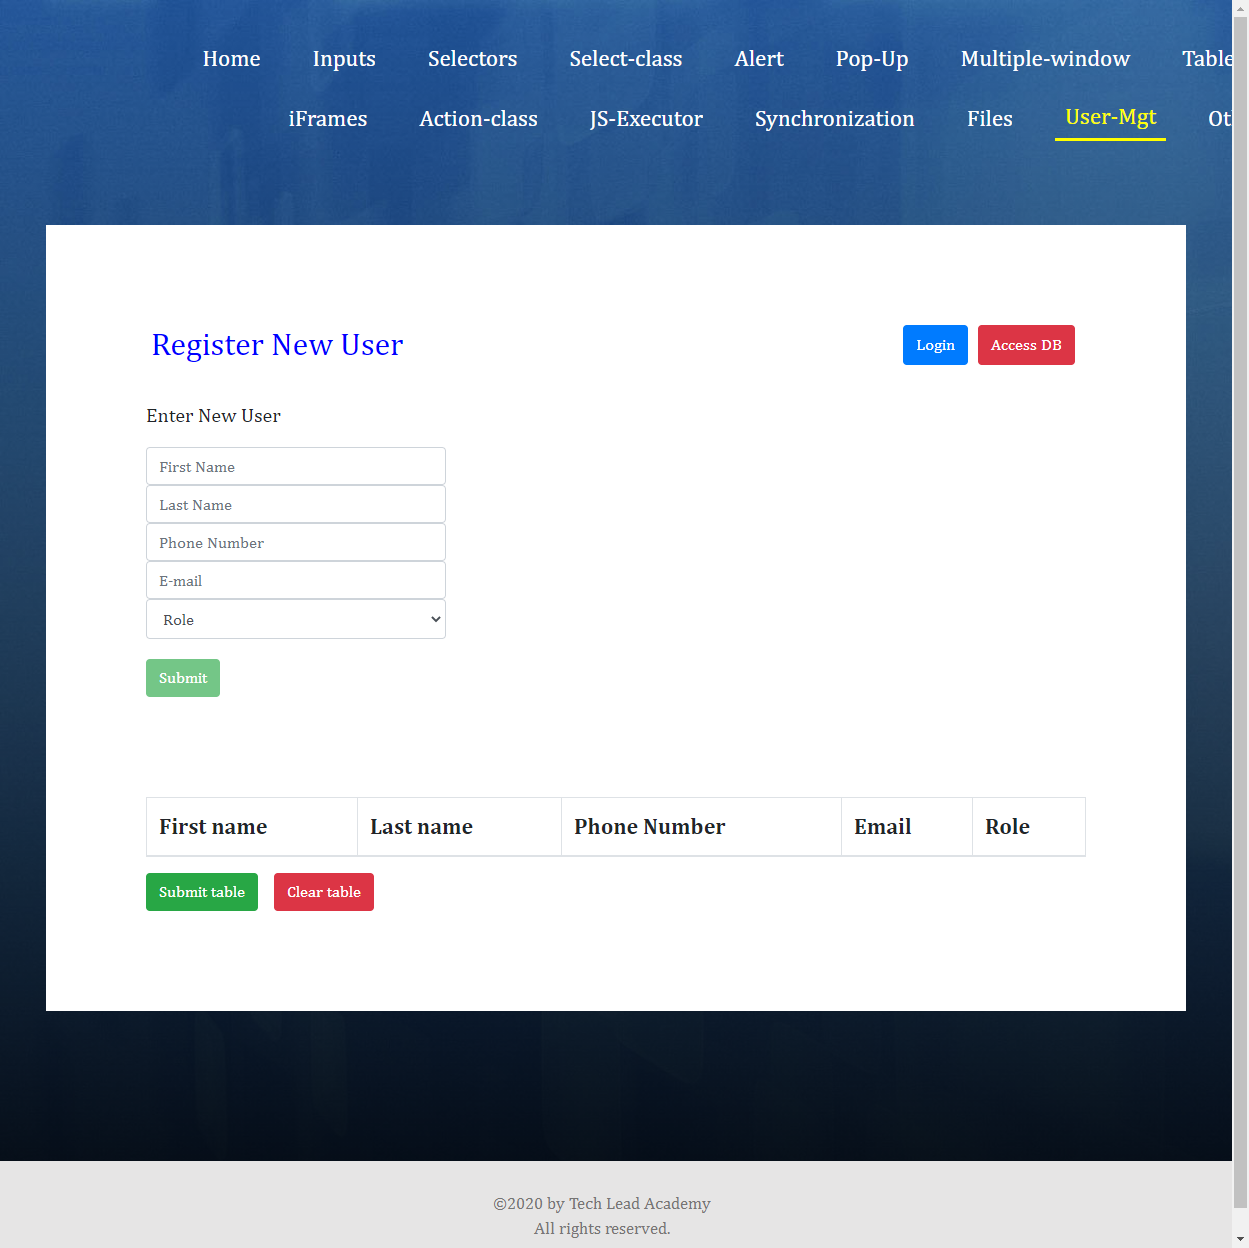 Home Inputs Selectors Select-class Alert Pop-Up Multiple-window Table
iFrames Action-class JS-Executor Synchronization Files User-Mgt
Register New User Login Access DB
Enter New User
First Name
Last Name
Phone Number
E-mail
Role
Submit
First name Last name Phone Number Email Role
Submit table Clear table
©2020 by Tech Lead Academy
All rights reserved.